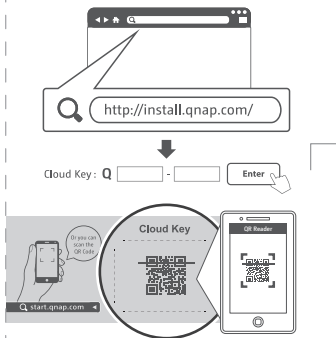 http://install.qnap.com/
Cloud Key : Q - Enter
Or you can
scan the
QR Code
start.qnap.com
Cloud Key
QR Reader